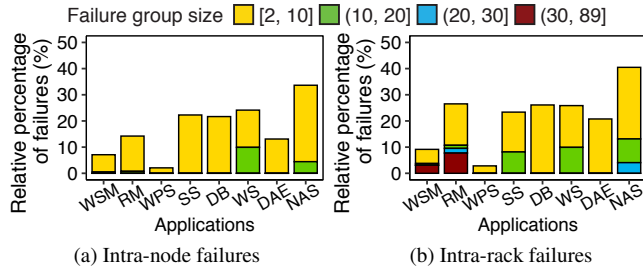 Failure group size [2, 10] (10, 20] (20, 30] (30, 89]
Relative percentage
of failures (%)
50
40
30
20
10
0
WSM RM WPS SS DB WS DAE NAS
Applications
(a) Intra-node failures
Relative percentage
of failures (%)
50
40
30
20
10
0
WSM RM WPS SS DB WS DAE NAS
Applications
(b) Intra-rack failures